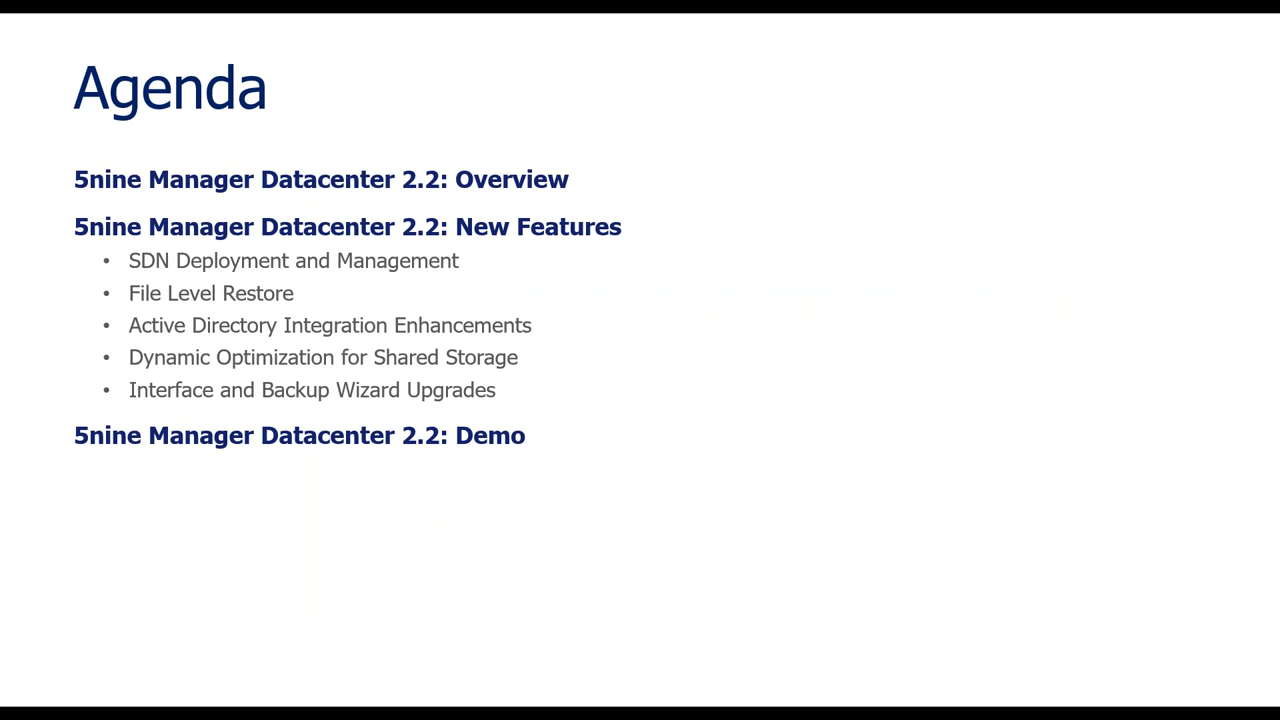 Agenda
5nine Manager Datacenter 2.2: Overview
5nine Manager Datacenter 2.2: New Features
• SDN Deployment and Management
• File Level Restore
• Active Directory Integration Enhancements
• Dynamic Optimization for Shared Storage
• Interface and Backup Wizard Upgrades
5nine Manager Datacenter 2.2: Demo